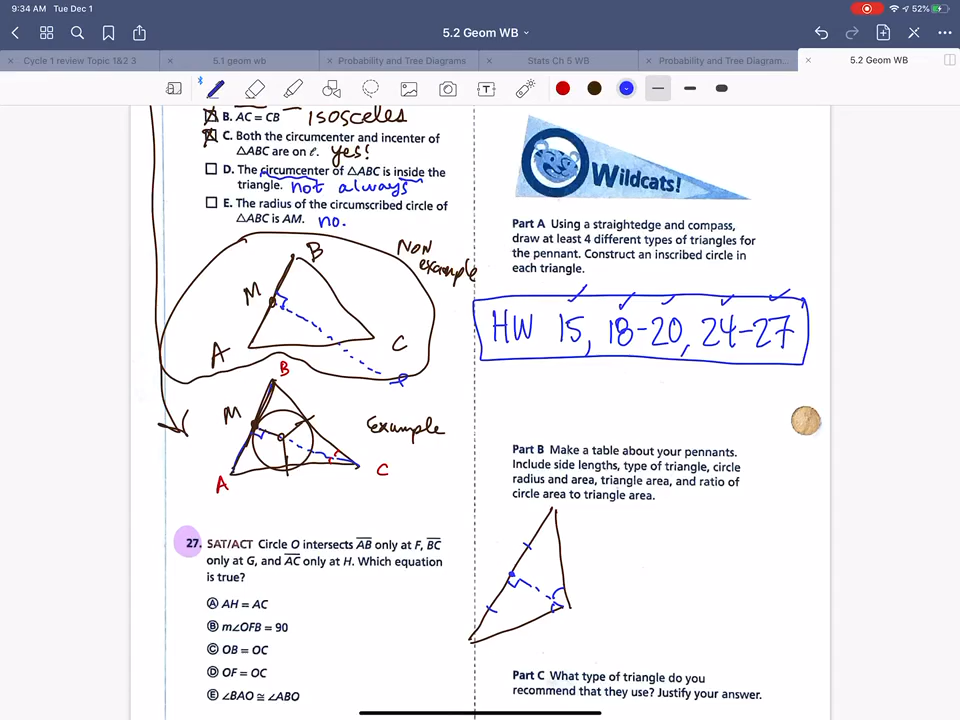 9:34 AM Tue Dec 1
52%
5.2 Geom WB
Cycle 1 review Topic 1&2 3
5.1 geom wb
Probability and Tree Diagrams
Stats Ch 5 WB
Probability and Tree Diagram...
5.2 Geom WB
B. AC = CB isosceles
C. Both the circumcenter and incenter of
△ABC are on ℓ. yes!
D. The circumcenter of △ABC is inside the
triangle. not always
E. The radius of the circumscribed circle of
△ABC is AM. no.
NON
example
B
M
A
C
B
M
Example
A
C
27. SAT/ACT Circle O intersects AB only at F, BC
only at G, and AC only at H. Which equation
is true?
A AH = AC
B m∠OFB = 90
C OB = OC
D OF = OC
E ∠BAO ≅ ∠ABO
Wildcats!
Part A Using a straightedge and compass,
draw at least 4 different types of triangles for
the pennant. Construct an inscribed circle in
each triangle.
HW 15, 18-20, 24-27
Part B Make a table about your pennants.
Include side lengths, type of triangle, circle
radius and area, triangle area, and ratio of
circle area to triangle area.
Part C What type of triangle do you
recommend that they use? Justify your answer.